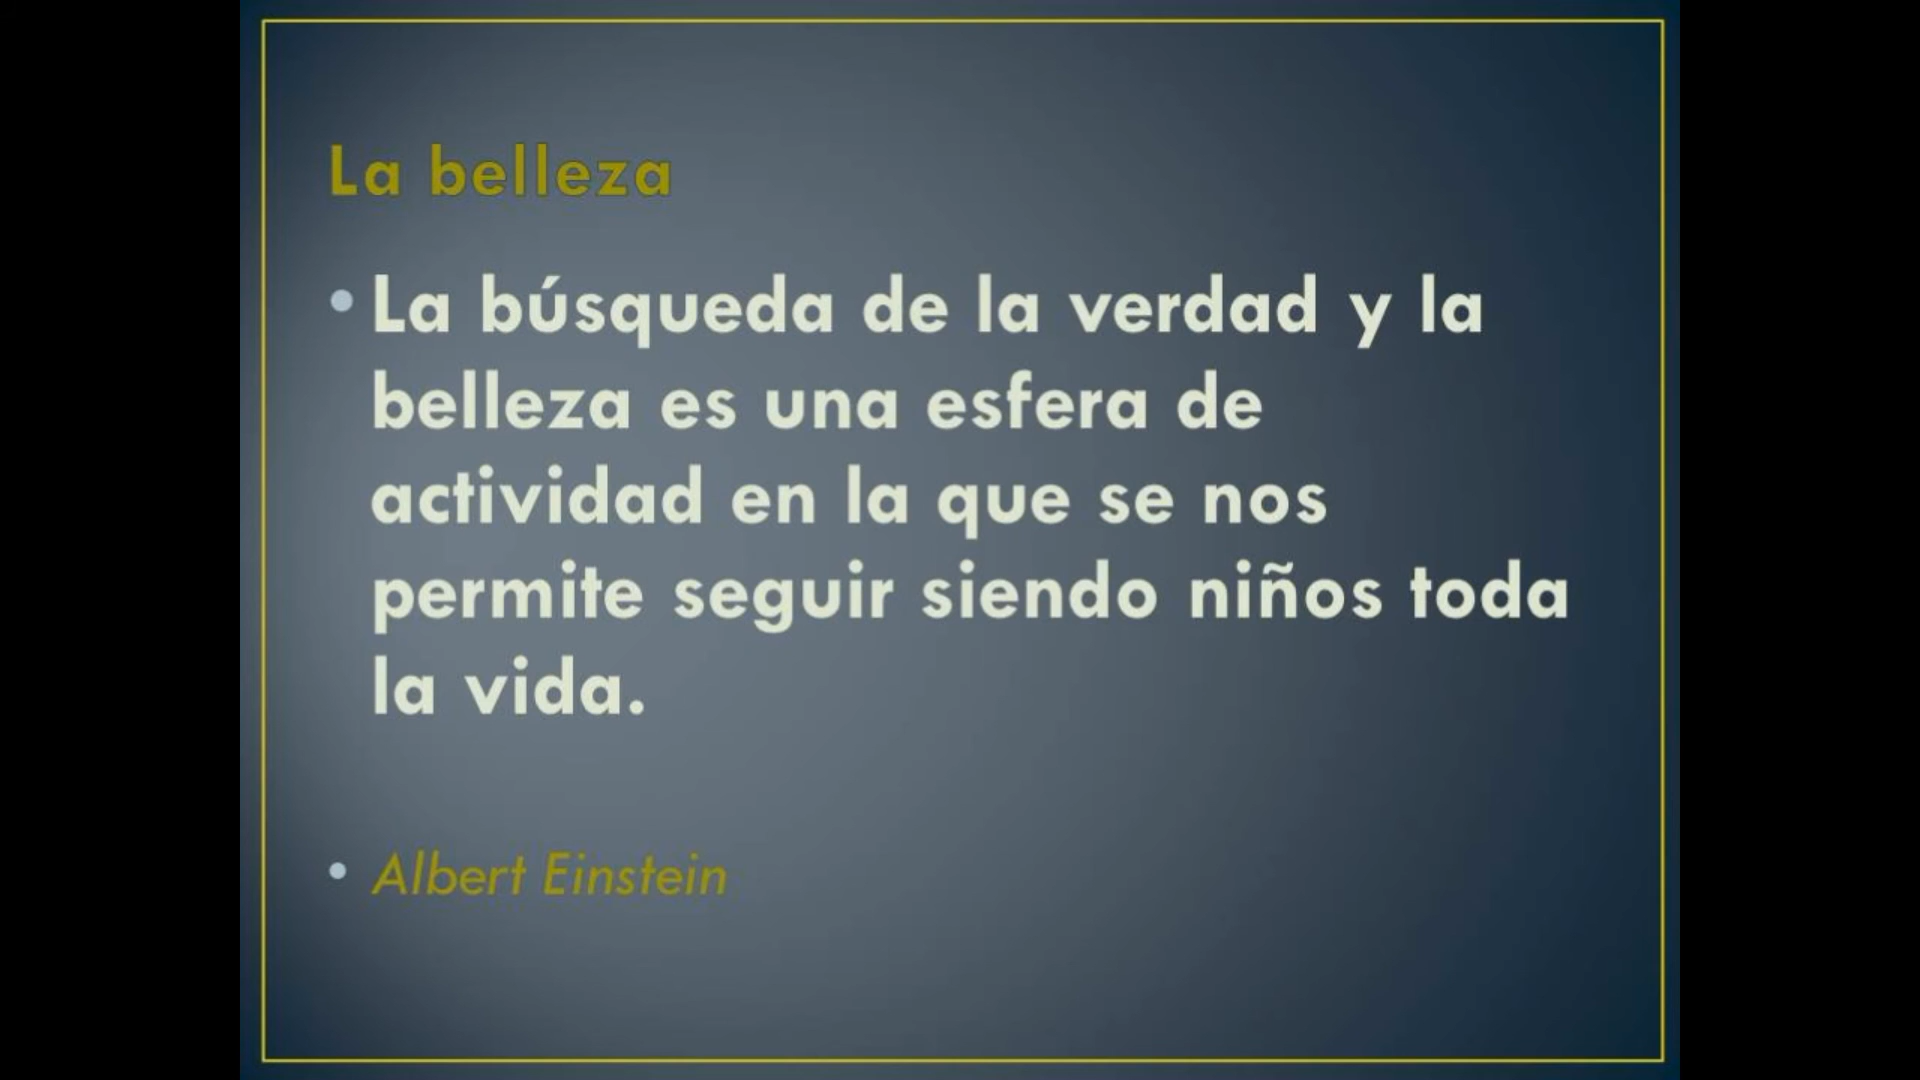 La belleza
• La búsqueda de la verdad y la
belleza es una esfera de
actividad en la que se nos
permite seguir siendo niños toda
la vida.
• Albert Einstein